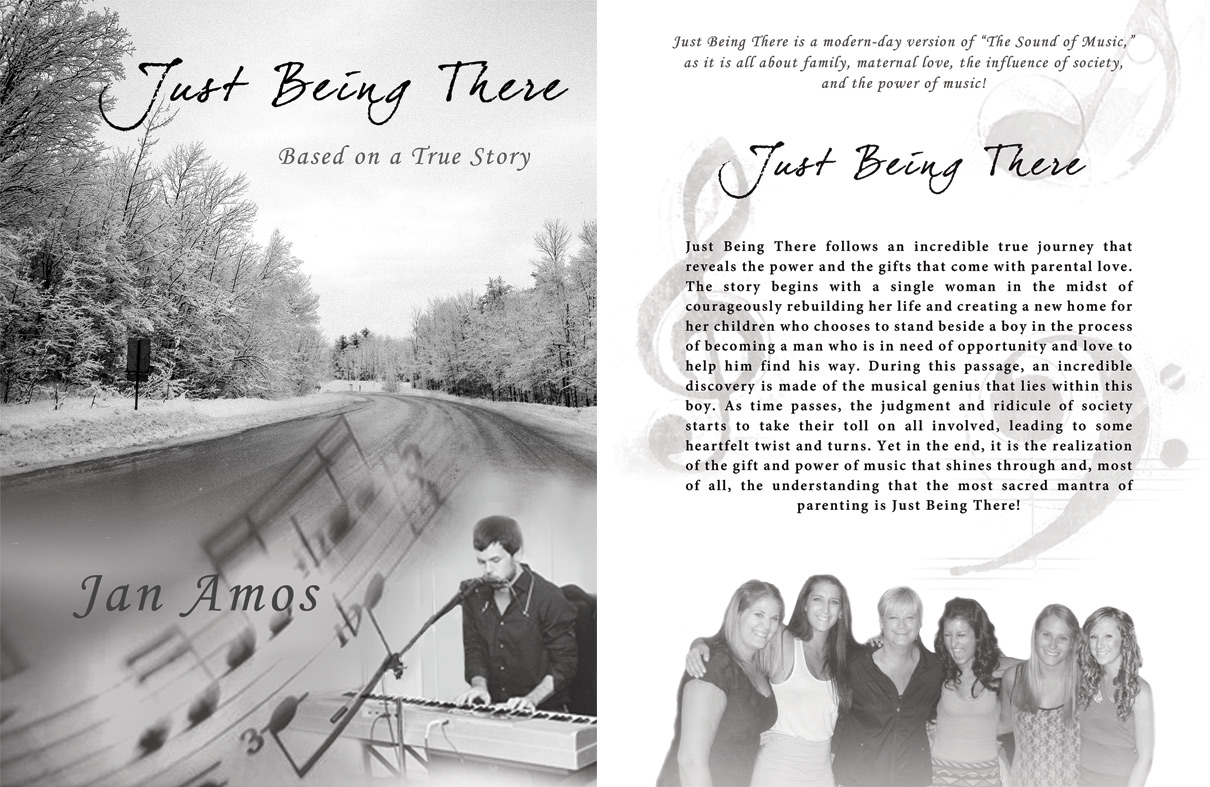 Just Being There
Based on a True Story
Jan Amos
3
Just Being There is a modern-day version of “The Sound of Music,”
as it is all about family, maternal love, the influence of society,
and the power of music!
Just Being There
Just Being There follows an incredible true journey that
reveals the power and the gifts that come with parental love.
The story begins with a single woman in the midst of
courageously rebuilding her life and creating a new home for
her children who chooses to stand beside a boy in the process
of becoming a man who is in need of opportunity and love to
help him find his way. During this passage, an incredible
discovery is made of the musical genius that lies within this
boy. As time passes, the judgment and ridicule of society
starts to take their toll on all involved, leading to some
heartfelt twist and turns. Yet in the end, it is the realization
of the gift and power of music that shines through and, most
of all, the understanding that the most sacred mantra of
parenting is Just Being There!